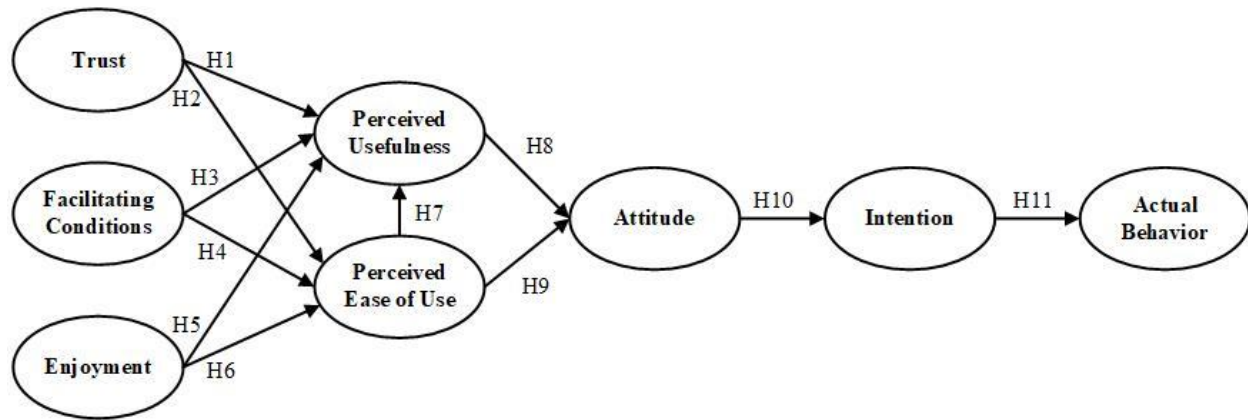 Trust
H1
H2
Perceived
Usefulness
H8
H3
Facilitating
Conditions
H7
Attitude
H10
Intention
H11
Actual
Behavior
H4
Perceived
Ease of Use
H9
H5
Enjoyment
H6